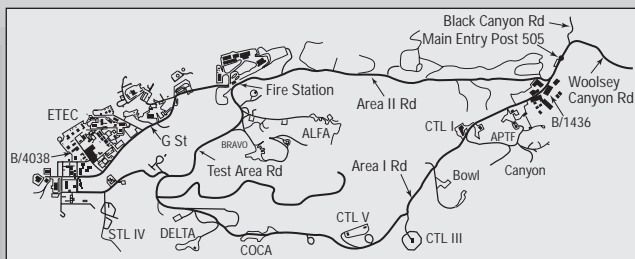 Black Canyon Rd
Main Entry Post 505
Woolsey
Canyon Rd
Fire Station
Area II Rd
ETEC
B/1436
CTL I
APTF
ALFA
G St
BRAVO
B/4038
Canyon
Test Area Rd
Area I Rd
Bowl
CTL V
STL IV
DELTA
CTL III
COCA